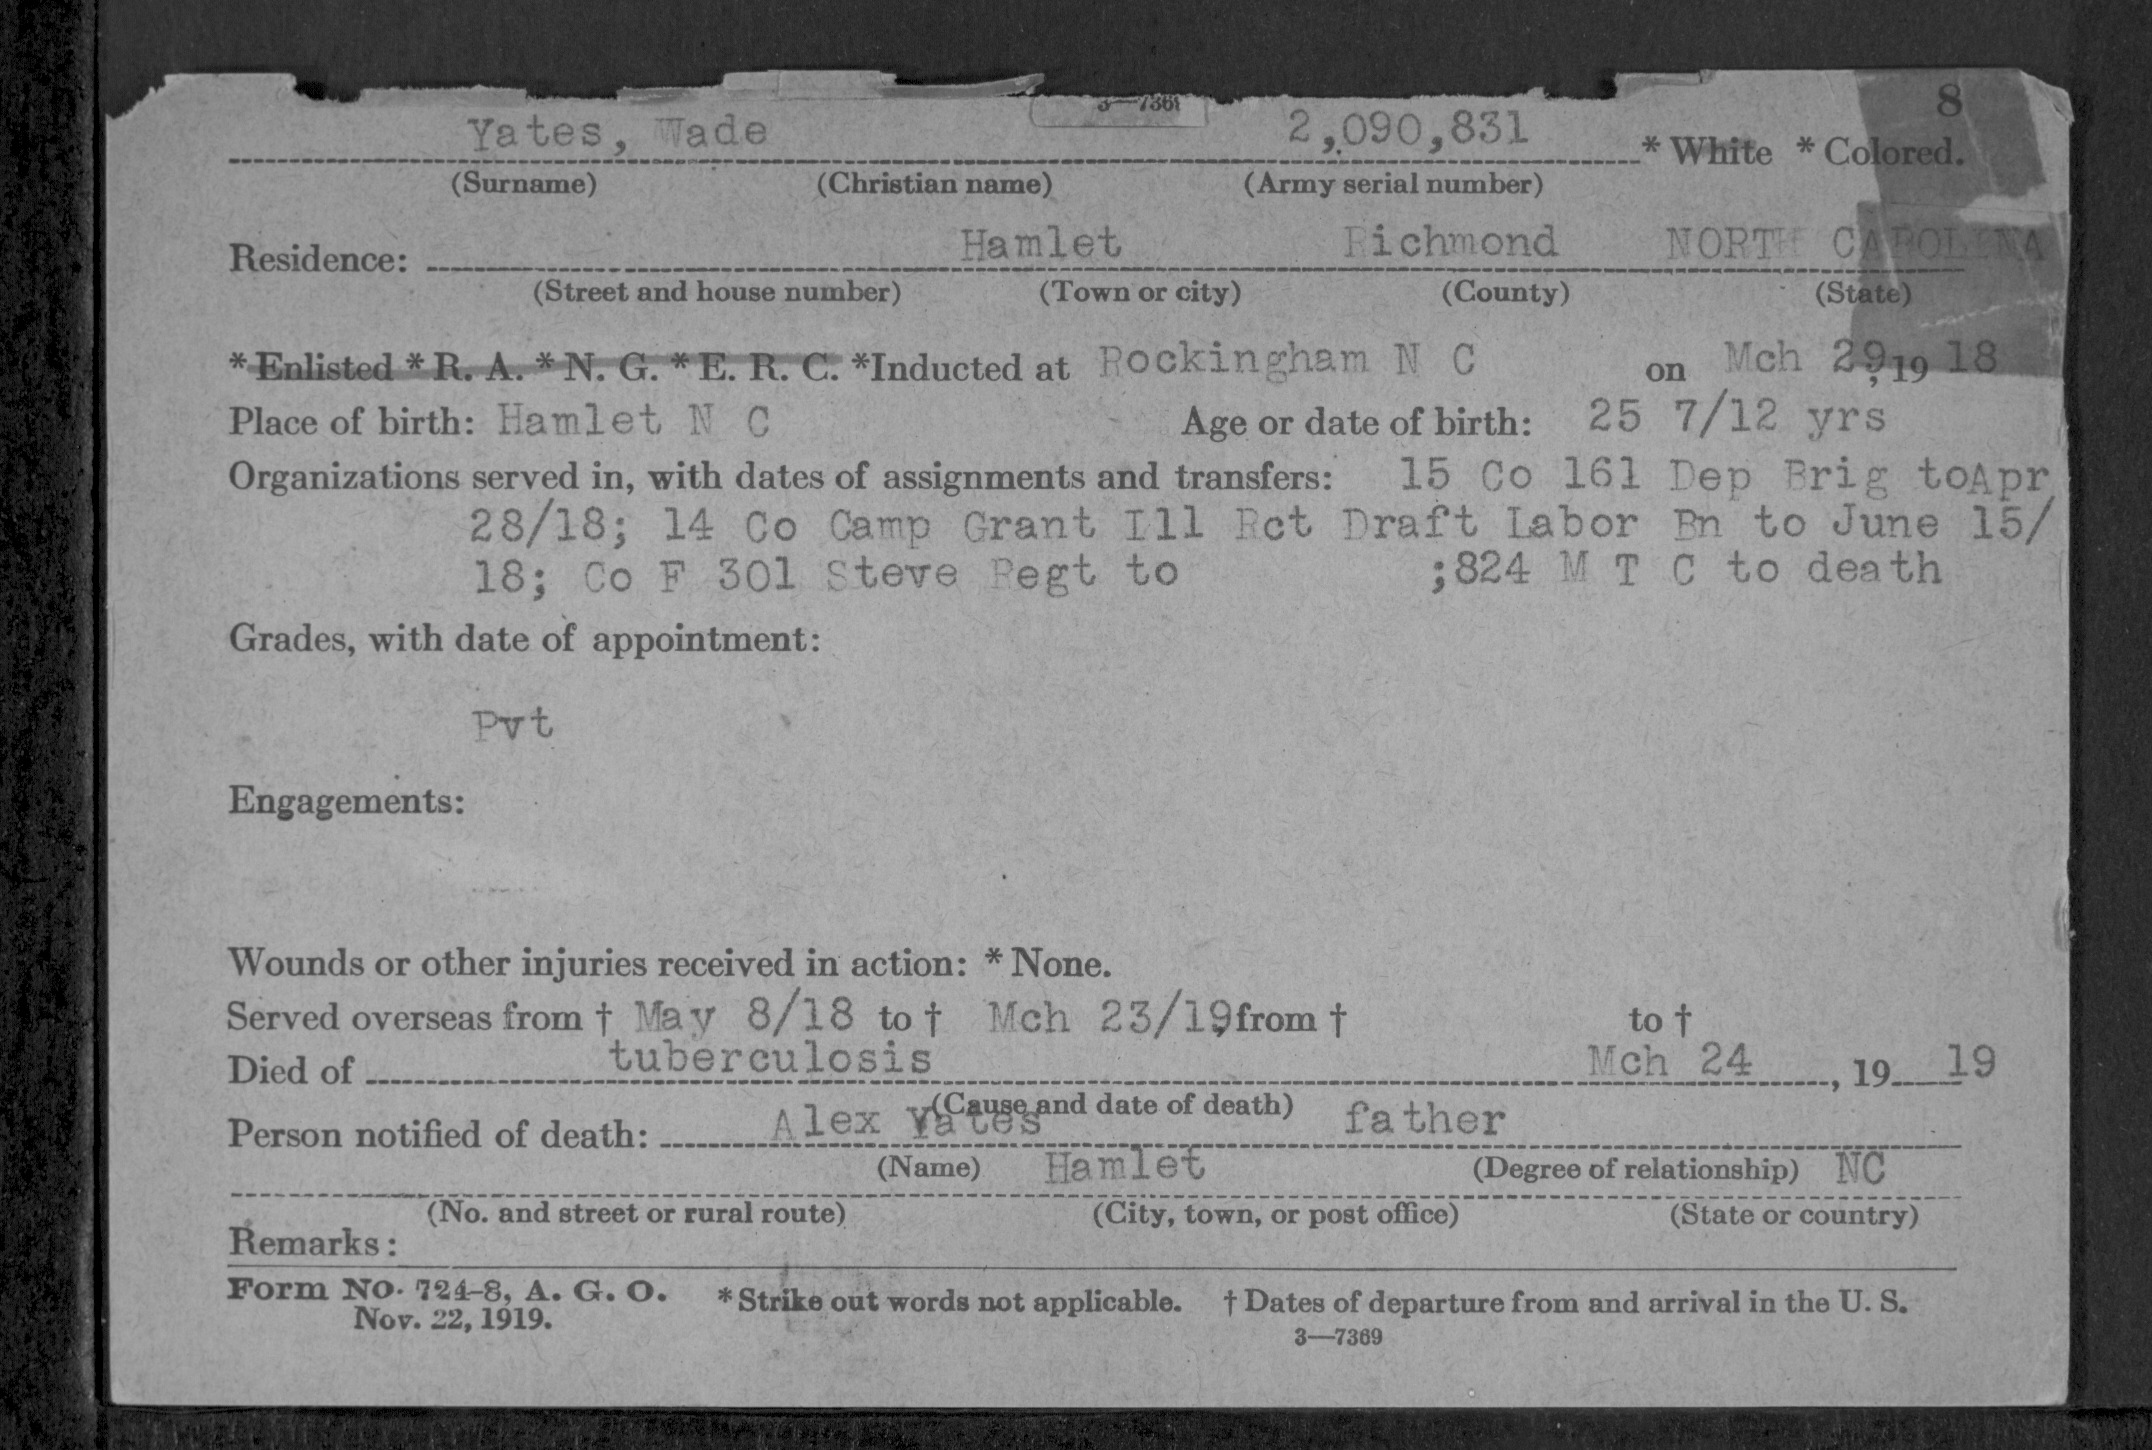 8
3—7361
Yates, Wade 2,090,831 * White * Colored.
(Surname) (Christian name) (Army serial number)
Residence: Hamlet Richmond NORTH CAROLINA
(Street and house number) (Town or city) (County) (State)
* Enlisted * R. A. * N. G. * E. R. C. *Inducted at Rockingham N C on Mch 29, 19 18
Place of birth: Hamlet N C Age or date of birth: 25 7/12 yrs
Organizations served in, with dates of assignments and transfers: 15 Co 161 Dep Brig toApr
28/18; 14 Co Camp Grant Ill Rct Draft Labor Bn to June 15/
18; Co F 301 Steve Regt to ;824 M T C to death
Grades, with date of appointment:
Pvt
Engagements:
Wounds or other injuries received in action: * None.
Served overseas from † May 8/18 to † Mch 23/19, from † to †
Died of tuberculosis Mch 24, 19 19
(Cause and date of death)
Person notified of death: Alex Yates father
(Name) (Degree of relationship)
Hamlet NC
(No. and street or rural route) (City, town, or post office) (State or country)
Remarks:
Form No. 724-8, A. G. O. * Strike out words not applicable. † Dates of departure from and arrival in the U. S.
Nov. 22, 1919.
3—7369